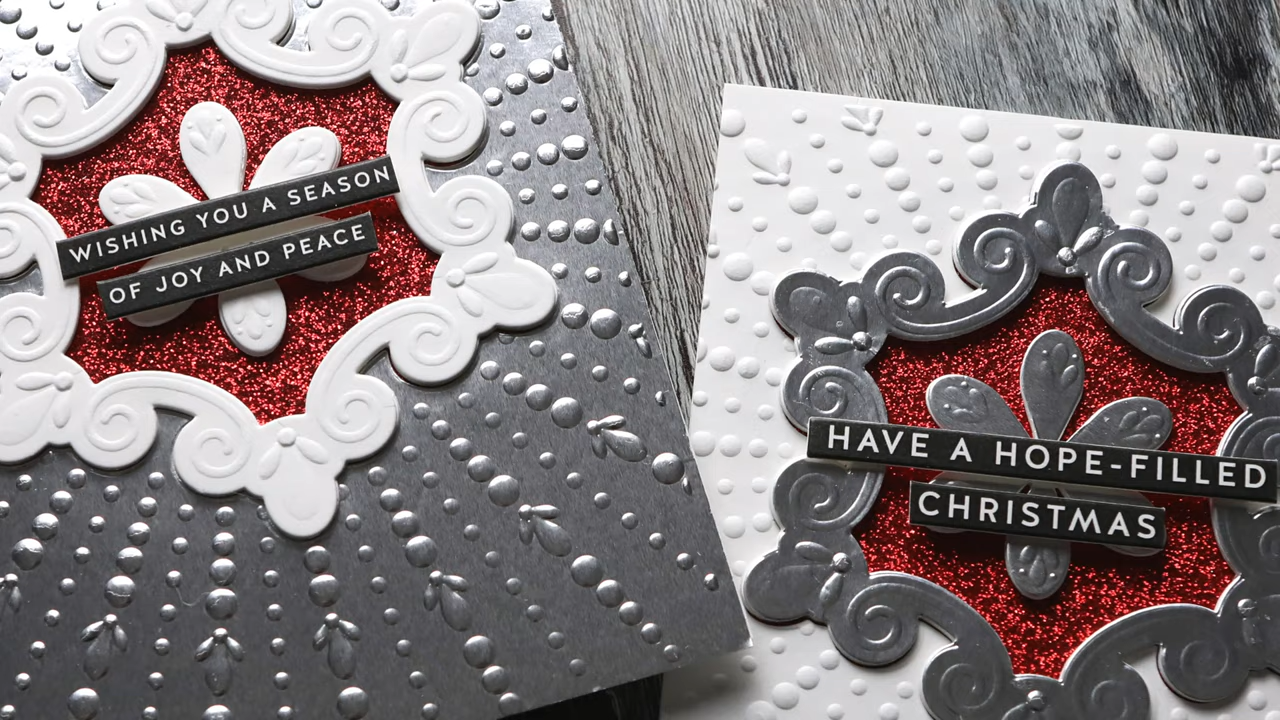 WISHING YOU A SEASON
OF JOY AND PEACE
HAVE A HOPE-FILLED
CHRISTMAS